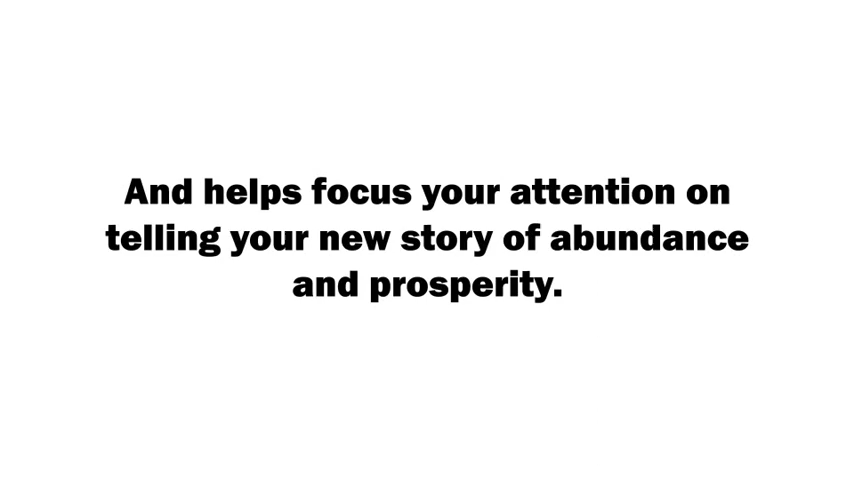 And helps focus your attention on
telling your new story of abundance
and prosperity.